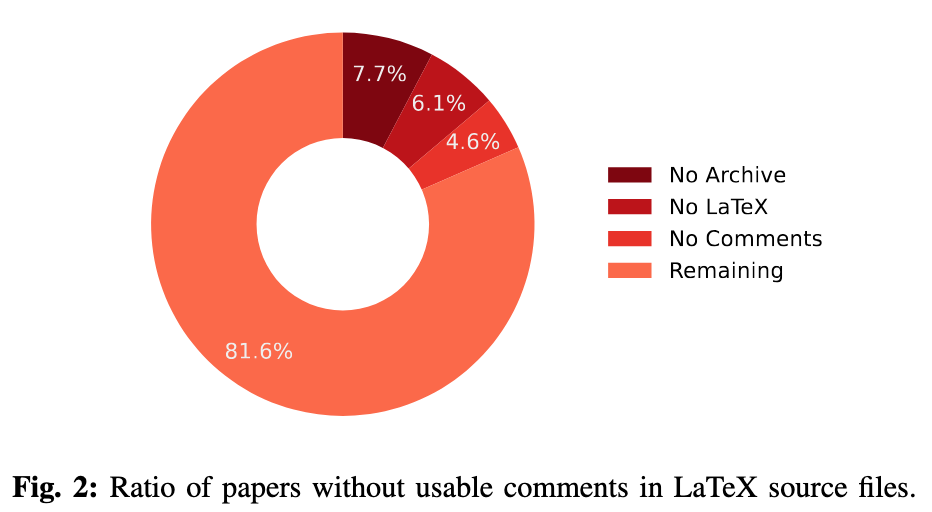 7.7%
6.1%
4.6%
81.6%
No Archive
No LaTeX
No Comments
Remaining
Fig. 2: Ratio of papers without usable comments in LaTeX source files.